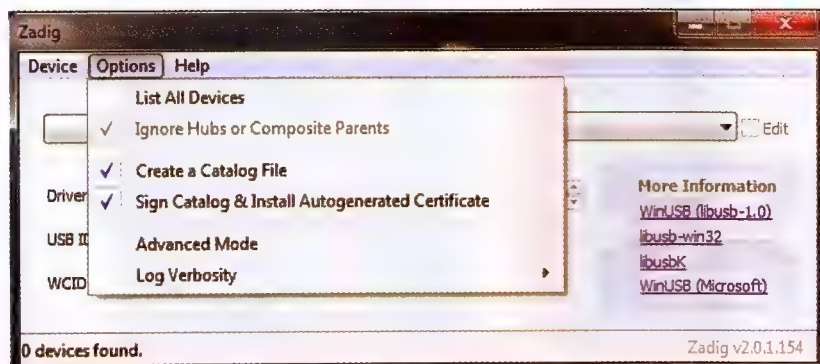 Zadig
Device Options Help
List All Devices
Ignore Hubs or Composite Parents
Edit
Create a Catalog File
Sign Catalog & Install Autogenerated Certificate
Advanced Mode
Log Verbosity
Driver
USB ID
WCID
More Information
WinUSB (libusb-1.0)
libusb-win32
libusbK
WinUSB (Microsoft)
0 devices found.
Zadig v2.0.1.154